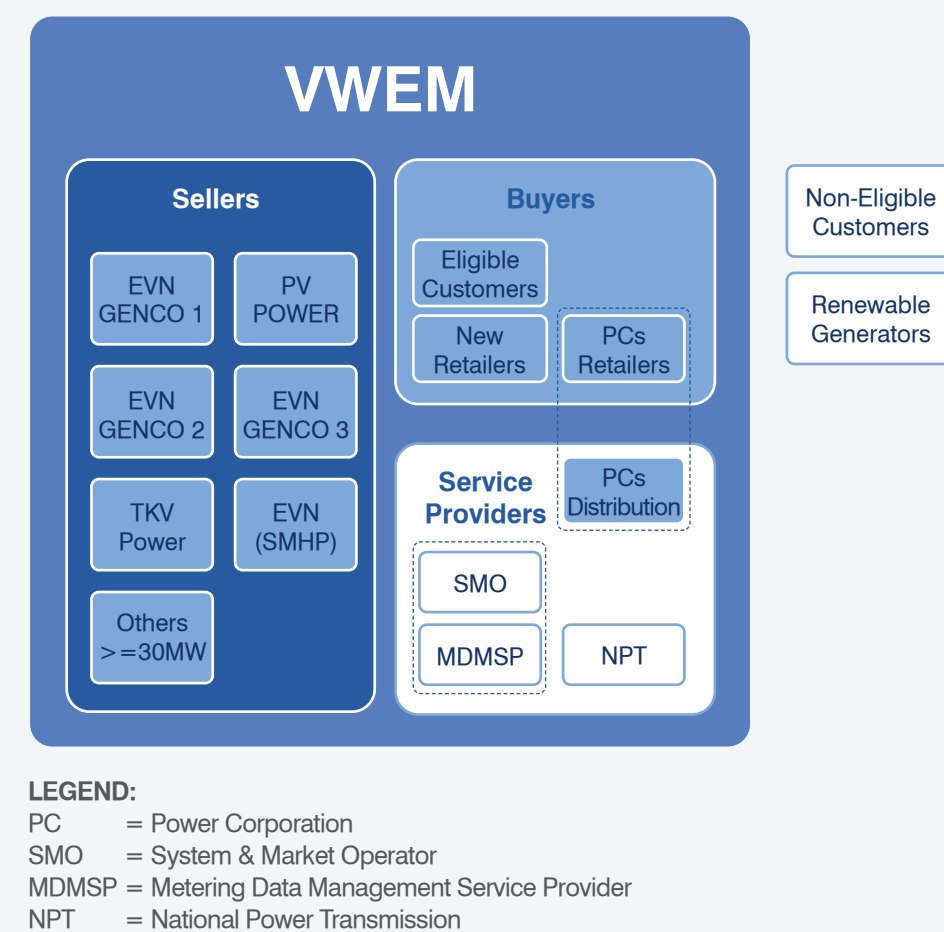 VWEM
Sellers
EVN
GENCO 1
PV
POWER
EVN
GENCO 2
EVN
GENCO 3
TKV
Power
EVN
(SMHP)
Others
>=30MW
Buyers
Eligible
Customers
New
Retailers
PCs
Retailers
Service
Providers
PCs
Distribution
SMO
MDMSP
NPT
Non-Eligible
Customers
Renewable
Generators
LEGEND:
PC = Power Corporation
SMO = System & Market Operator
MDMSP = Metering Data Management Service Provider
NPT = National Power Transmission